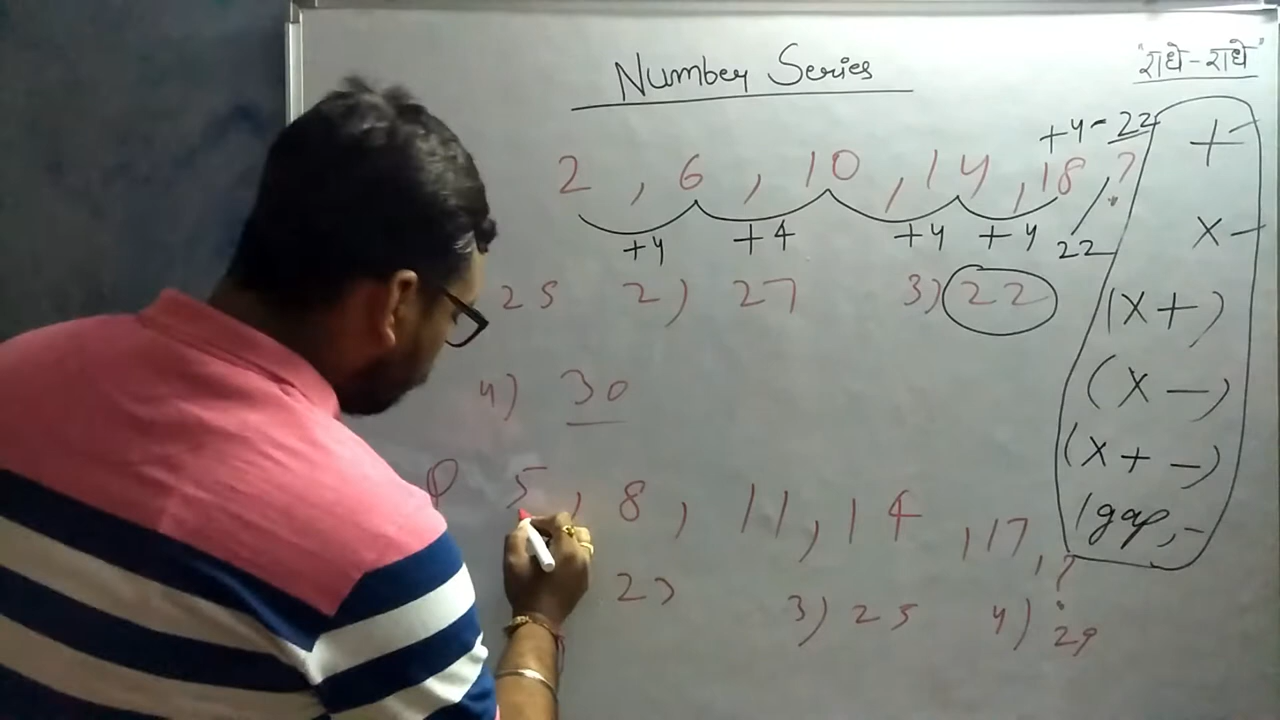 Number Series
"राधे-राधे"
+4-22
2, 6, 10, 14, 18, ?
+4 +4 +4 +4 22
25 2) 27 3) 22
4) 30
5, 8, 11, 14, 17, ?
3) 25 4) 29
+
x
(x +)
(x -)
(x + -)
gap, -